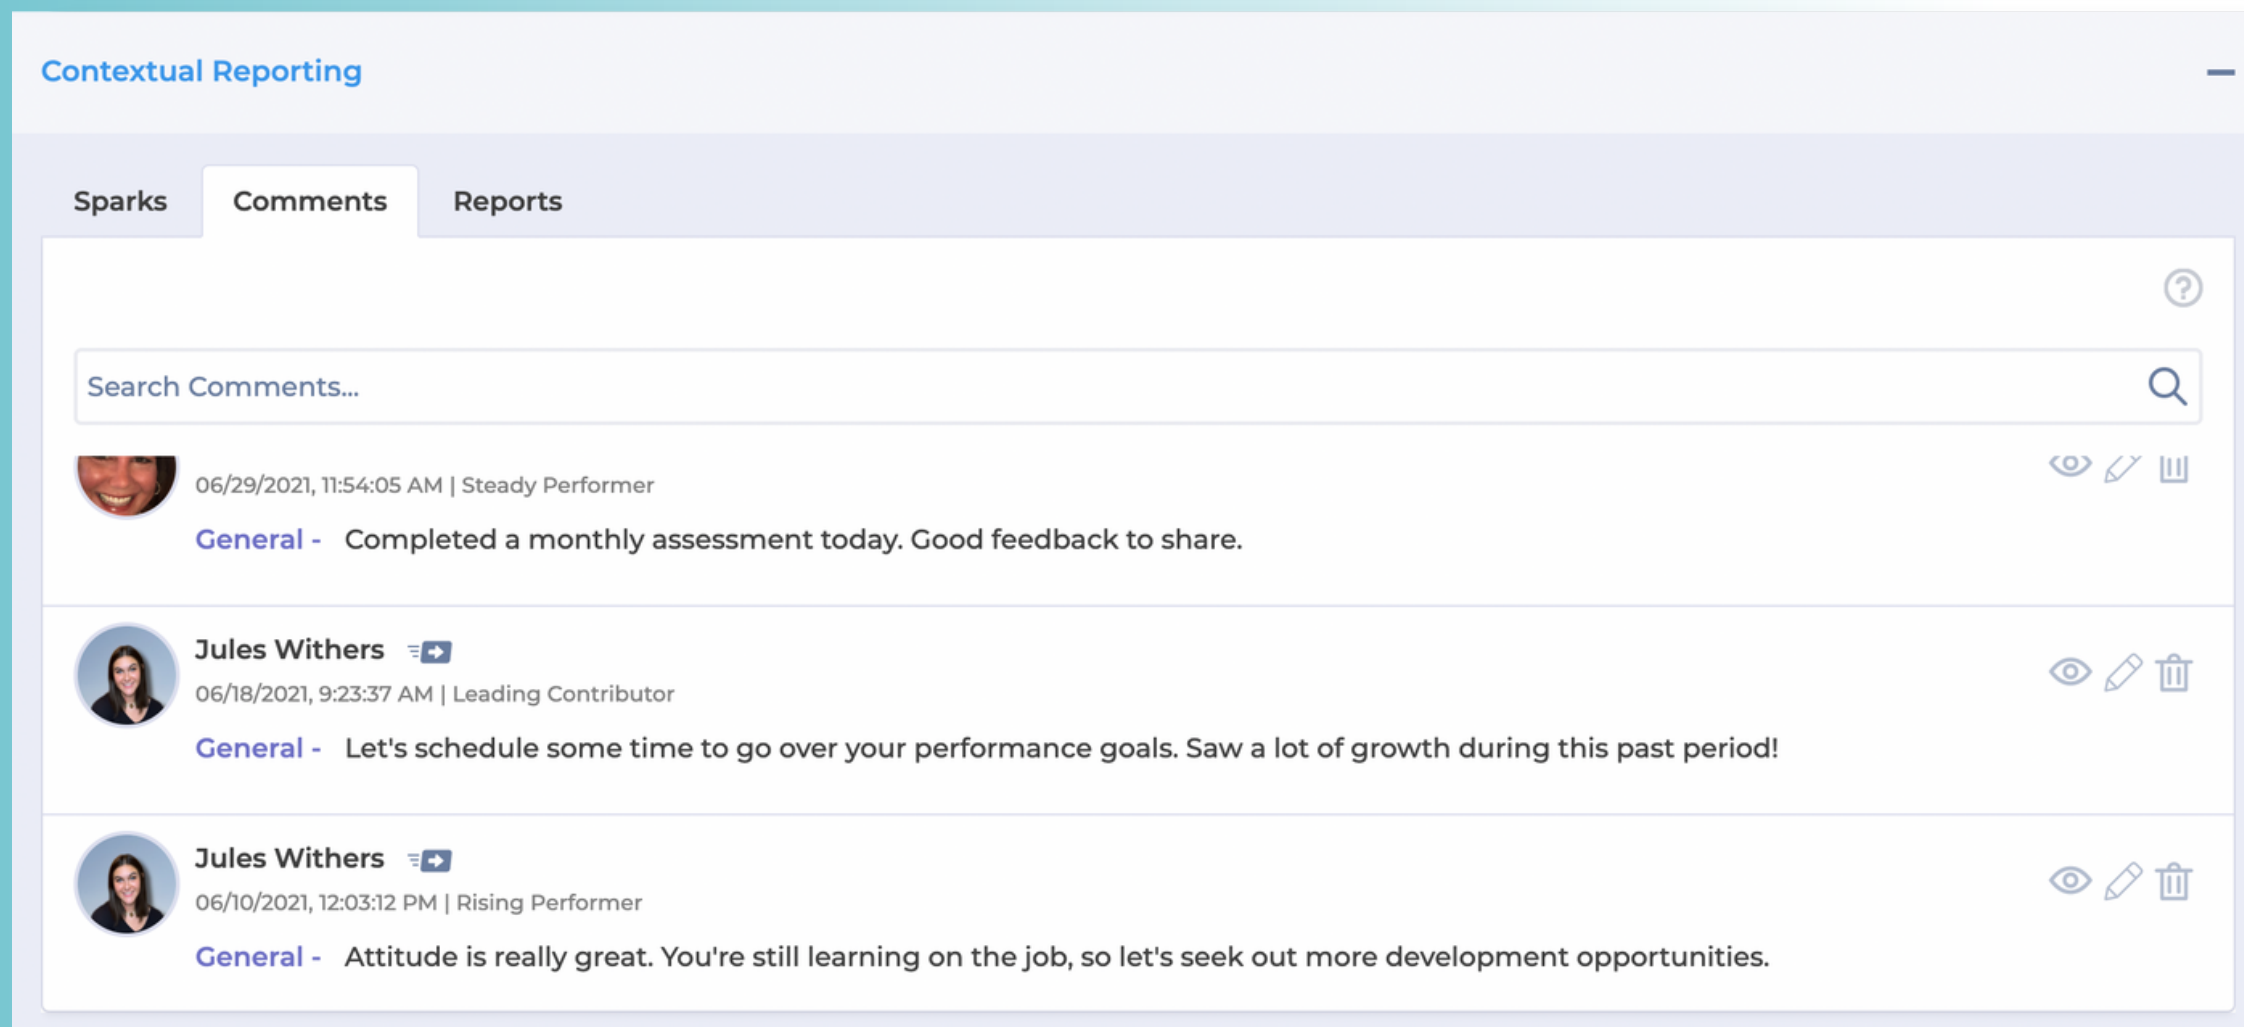 Contextual Reporting
Sparks
Comments
Reports
Search Comments...
06/29/2021, 11:54:05 AM | Steady Performer
General - Completed a monthly assessment today. Good feedback to share.
Jules Withers
06/18/2021, 9:23:37 AM | Leading Contributor
General - Let's schedule some time to go over your performance goals. Saw a lot of growth during this past period!
Jules Withers
06/10/2021, 12:03:12 PM | Rising Performer
General - Attitude is really great. You're still learning on the job, so let's seek out more development opportunities.